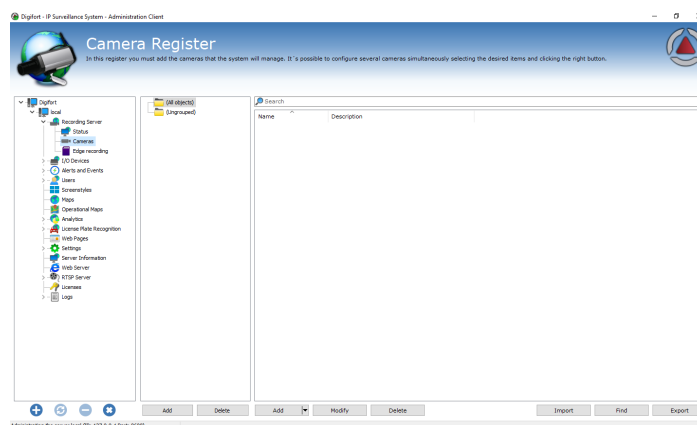 Digifort - IP Surveillance System - Administration Client
Camera Register
In this register you must add the cameras that the system will manage. It´s possible to configure several cameras simultaneously selecting the desired items and clicking the right button.
Digifort
local
Recording Server
Status
Cameras
Edge recording
I/O Devices
Alerts and Events
Users
Screenstyles
Maps
Operational Maps
Analytics
License Plate Recognition
Web Pages
Settings
Server Information
Web Server
RTSP Server
Licenses
Logs
(All objects)
(Ungrouped)
Search
Name Description
Add Delete
Add Modify Delete
Import Find Export